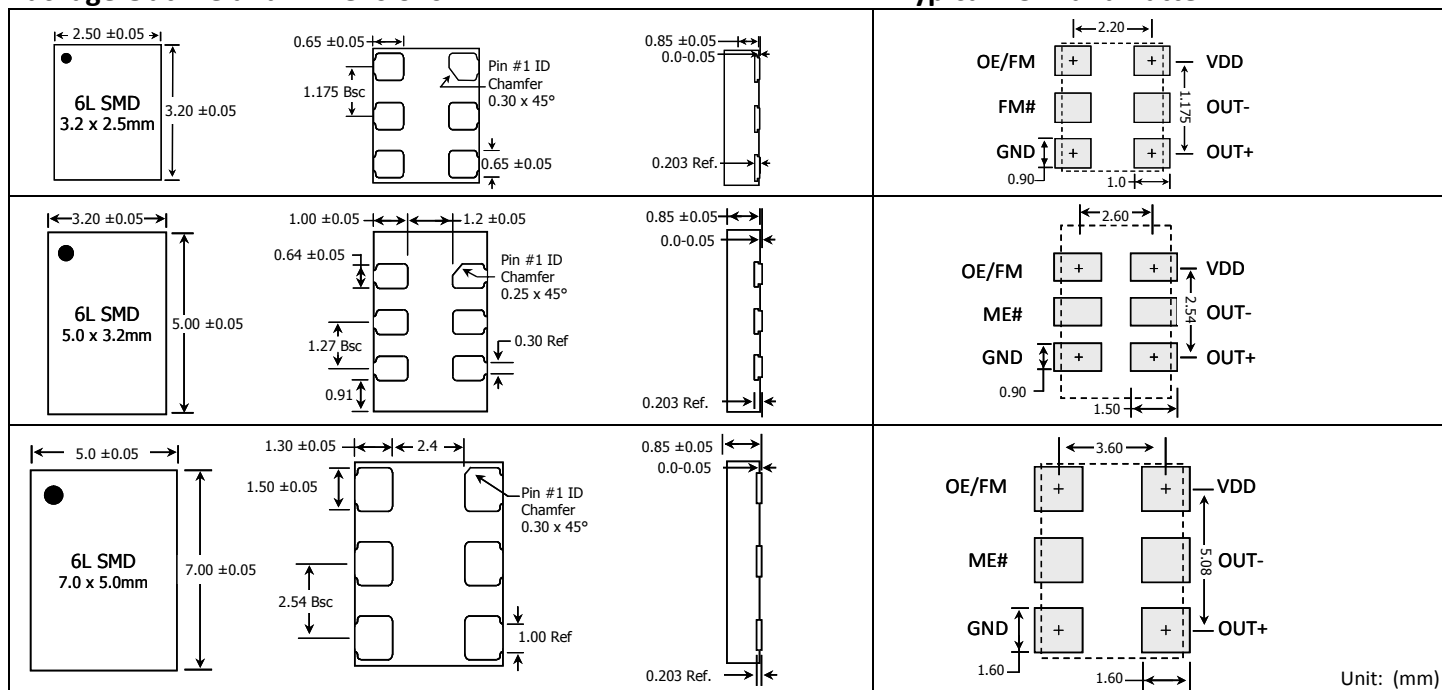 2.50 ±0.05
6L SMD
3.2 x 2.5mm
3.20 ±0.05
0.65 ±0.05
1.175 Bsc
Pin #1 ID
Chamfer
0.30 x 45°
0.65 ±0.05
0.85 ±0.05
0.0-0.05
0.203 Ref.
2.20
OE/FM
VDD
FM#
OUT-
1.175
GND
OUT+
0.90
1.0
3.20 ±0.05
6L SMD
5.0 x 3.2mm
5.00 ±0.05
1.00 ±0.05
1.2 ±0.05
0.64 ±0.05
Pin #1 ID
Chamfer
0.25 x 45°
1.27 Bsc
0.30 Ref
0.91
0.85 ±0.05
0.0-0.05
0.203 Ref.
2.60
OE/FM
VDD
ME#
OUT-
2.54
GND
OUT+
0.90
1.50
5.0 ±0.05
6L SMD
7.0 x 5.0mm
7.00 ±0.05
1.30 ±0.05
2.4
1.50 ±0.05
Pin #1 ID
Chamfer
0.30 x 45°
2.54 Bsc
1.00 Ref
0.85 ±0.05
0.0-0.05
0.203 Ref.
3.60
OE/FM
VDD
ME#
OUT-
5.08
GND
OUT+
1.60
1.60
Unit: (mm)